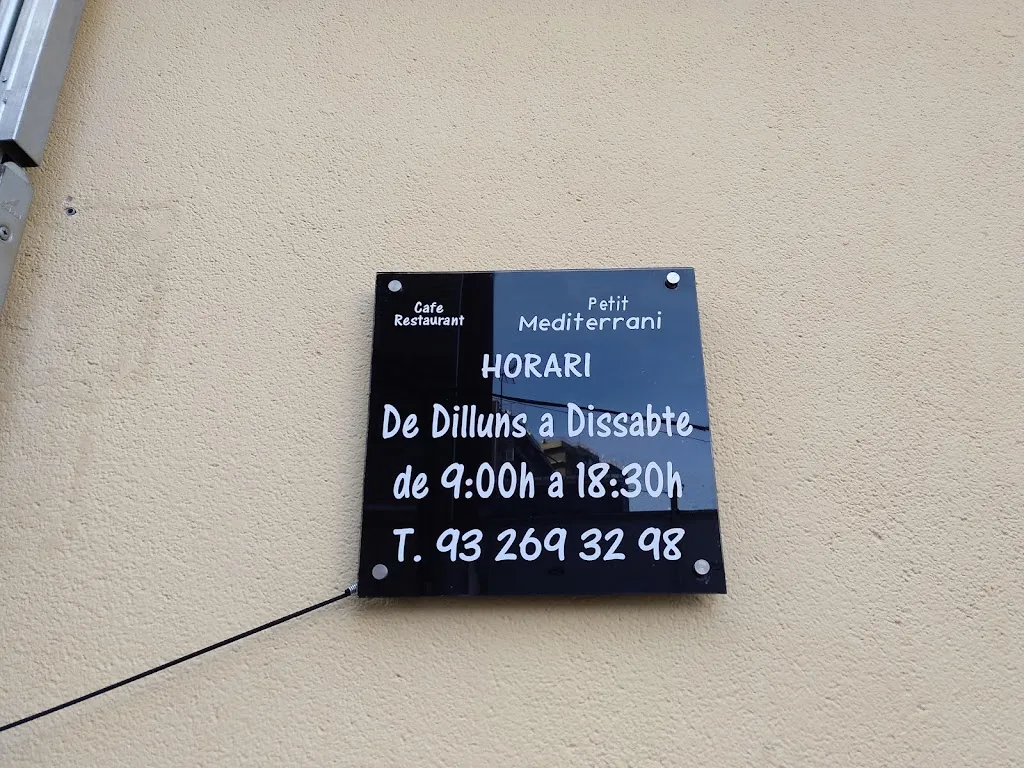 Cafe
Restaurant
Petit
Mediterrani
HORARI
De Dilluns a Dissabte
de 9:00h a 18:30h
T. 93 269 32 98